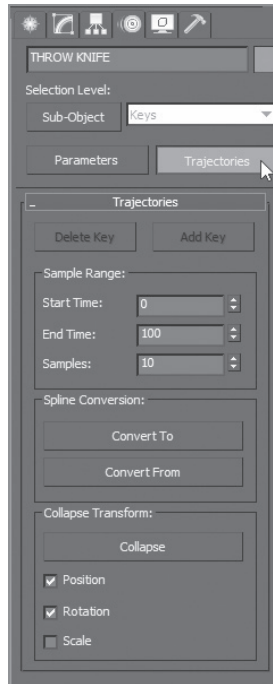 THROW KNIFE
Selection Level:
Sub-Object Keys
Parameters Trajectories
- Trajectories
Delete Key Add Key
Sample Range:
Start Time: 0
End Time: 100
Samples: 10
Spline Conversion:
Convert To
Convert From
Collapse Transform:
Collapse
Position
Rotation
Scale